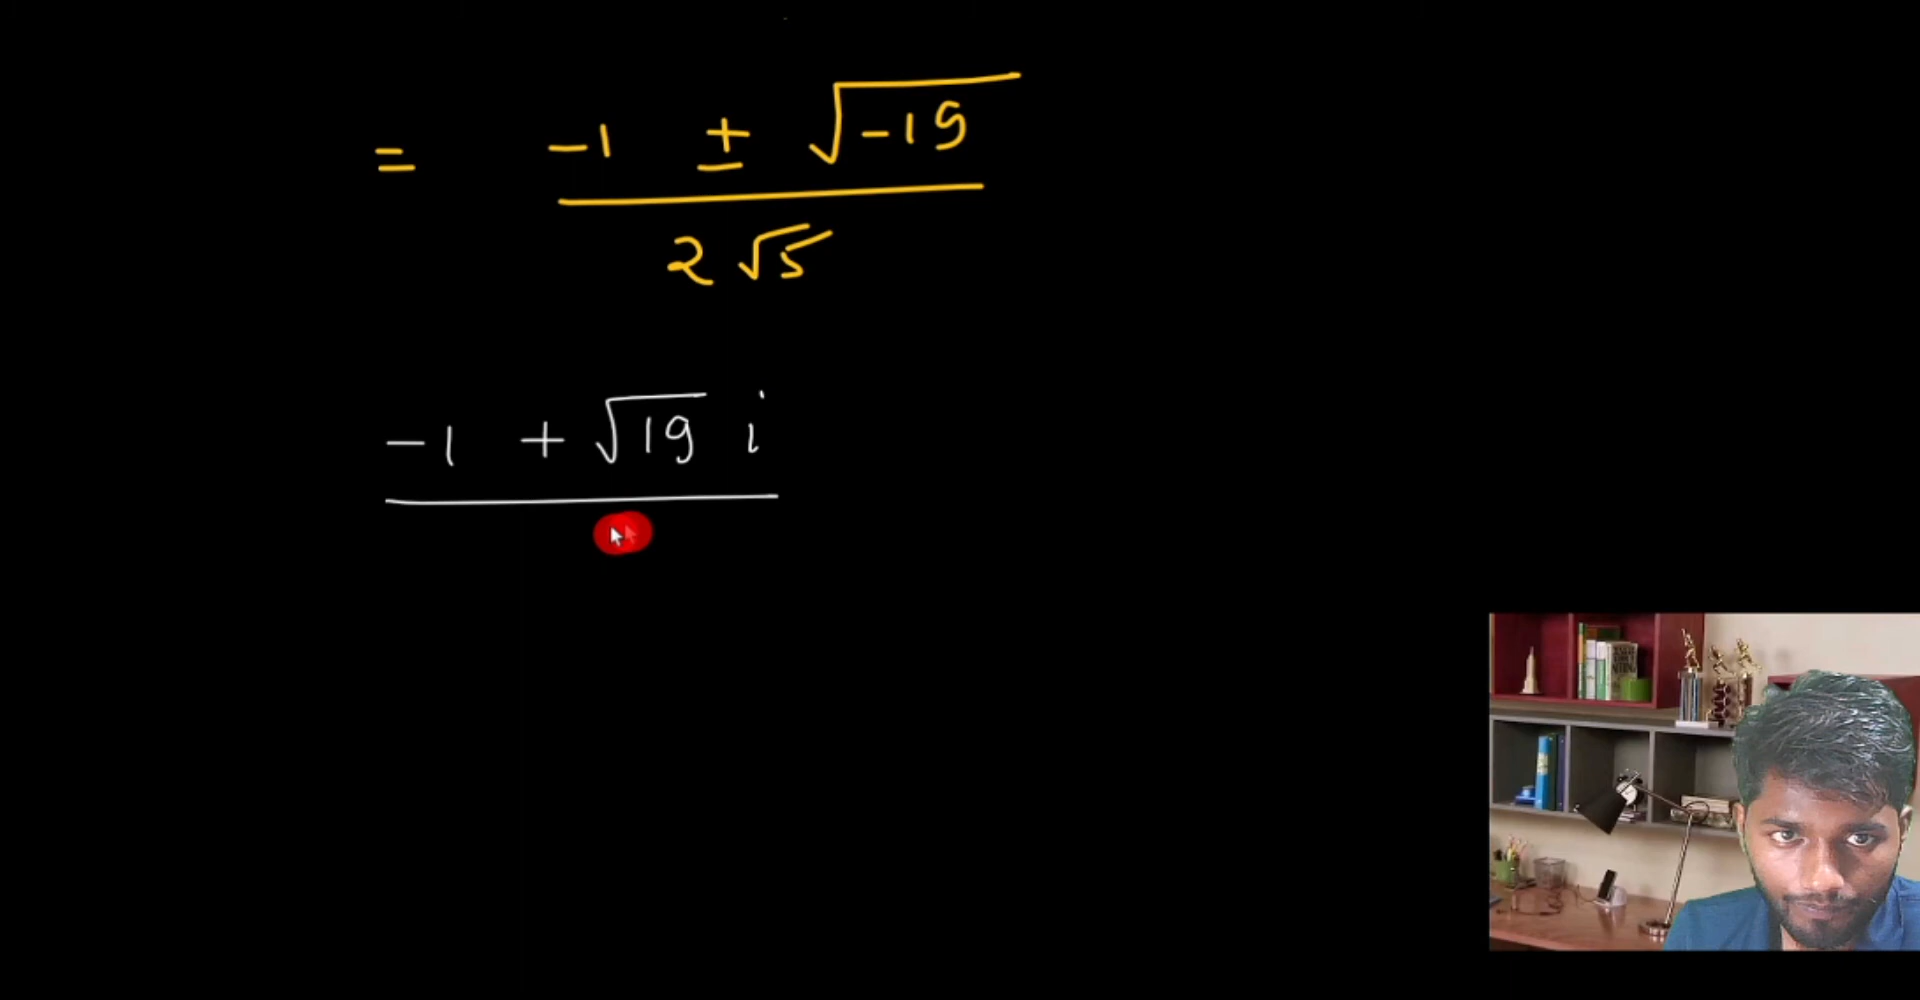 = (-1 ± √-19) / (2√5)
-1 + √19 i